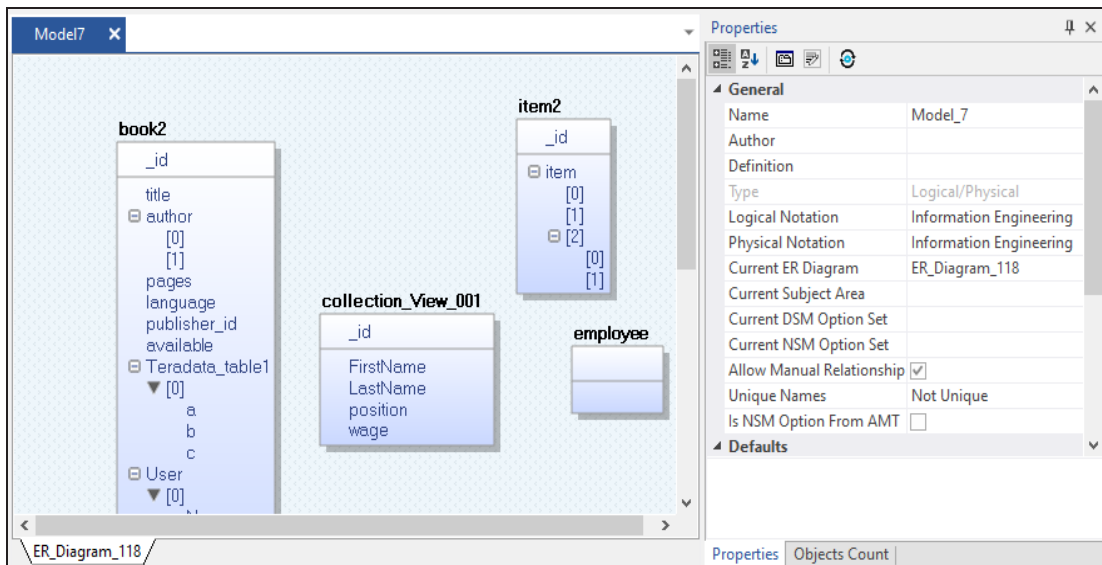 Model7
book2
_id
title
author
[0]
[1]
pages
language
publisher_id
available
Teradata_table1
[0]
a
b
c
User
[0]
collection_View_001
_id
FirstName
LastName
position
wage
item2
_id
item
[0]
[1]
[2]
[0]
[1]
employee
ER_Diagram_118
Properties
General
Name Model_7
Author
Definition
Type Logical/Physical
Logical Notation Information Engineering
Physical Notation Information Engineering
Current ER Diagram ER_Diagram_118
Current Subject Area
Current DSM Option Set
Current NSM Option Set
Allow Manual Relationship
Unique Names Not Unique
Is NSM Option From AMT
Defaults
Properties Objects Count